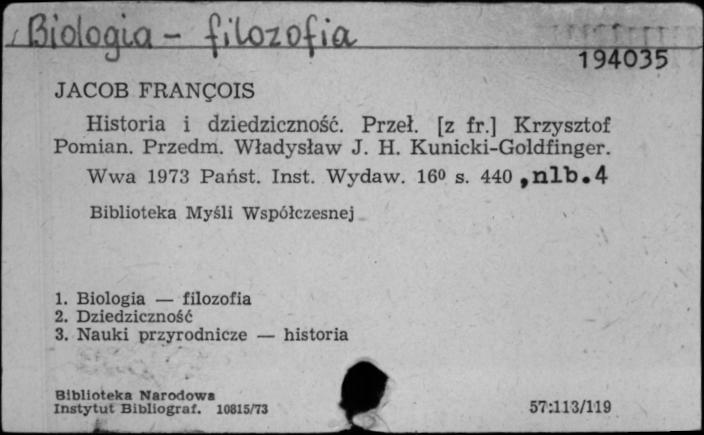 Biologia - filozofia
194035
JACOB FRANÇOIS
Historia i dziedziczność. Przeł. [z fr.] Krzysztof
Pomian. Przedm. Władysław J. H. Kunicki-Goldfinger.
Wwa 1973 Państ. Inst. Wydaw. 16⁰ s. 440 ,nlb.4
Biblioteka Myśli Współczesnej
1. Biologia — filozofia
2. Dziedziczność
3. Nauki przyrodnicze — historia
Biblioteka Narodowa
Instytut Bibliograf. 10815/73
57:113/119